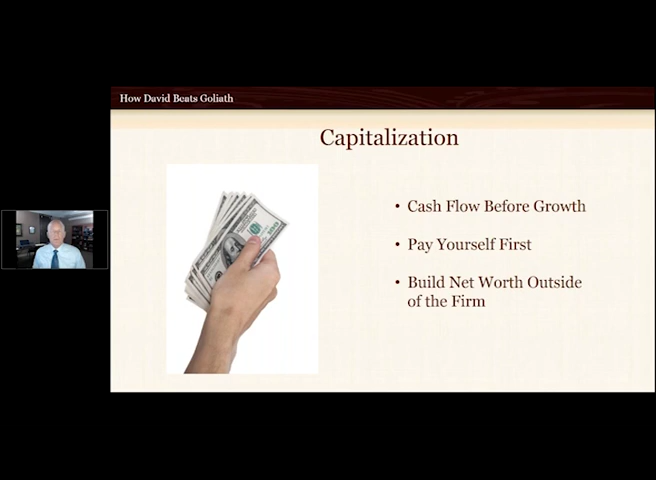 How David Beats Goliath
Capitalization
• Cash Flow Before Growth
• Pay Yourself First
• Build Net Worth Outside
of the Firm